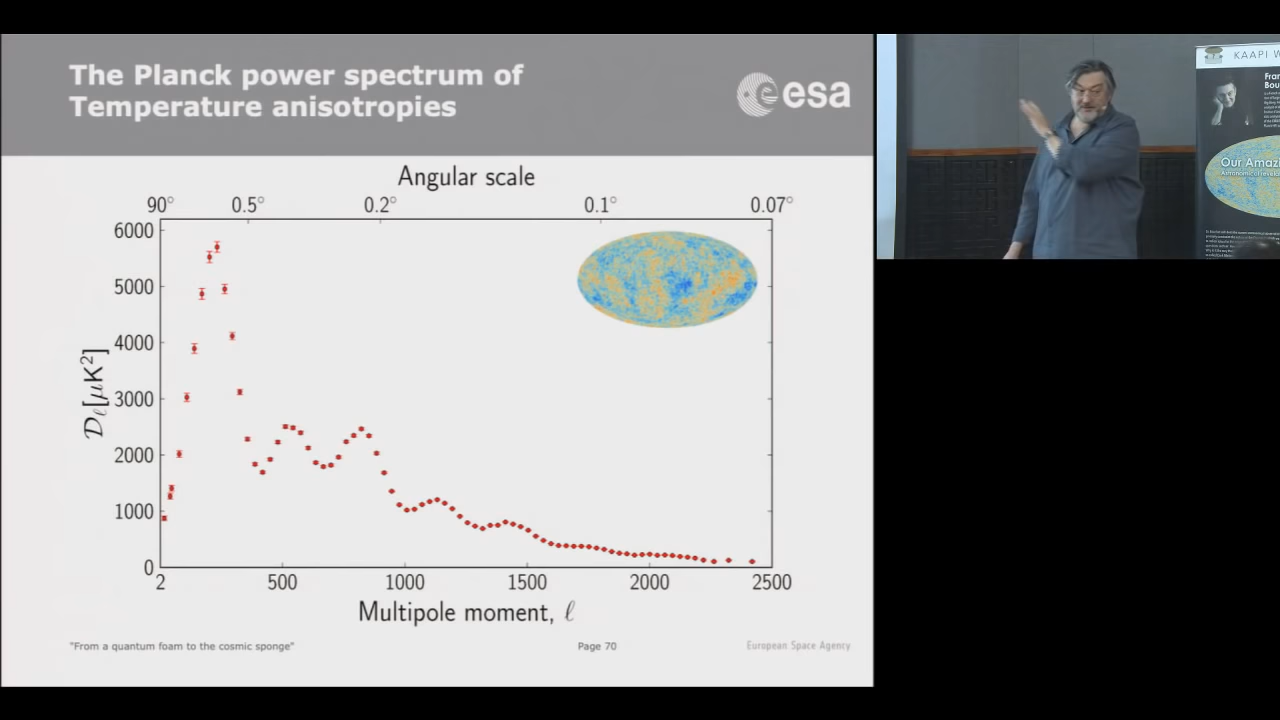 The Planck power spectrum of
Temperature anisotropies
esa
Angular scale
90° 0.5° 0.2° 0.1° 0.07°
6000
5000
4000
3000
2000
1000
0
𝒟ℓ[μK²]
2 500 1000 1500 2000 2500
Multipole moment, ℓ
"From a quantum foam to the cosmic sponge"
Page 70
European Space Agency
KAAPI W
Fran
Bou
Our Amazi